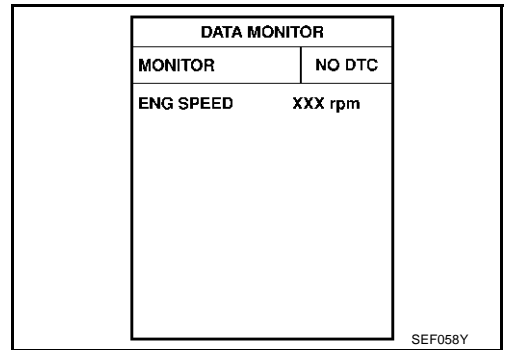 DATA MONITOR
MONITOR NO DTC
ENG SPEED XXX rpm
SEF058Y